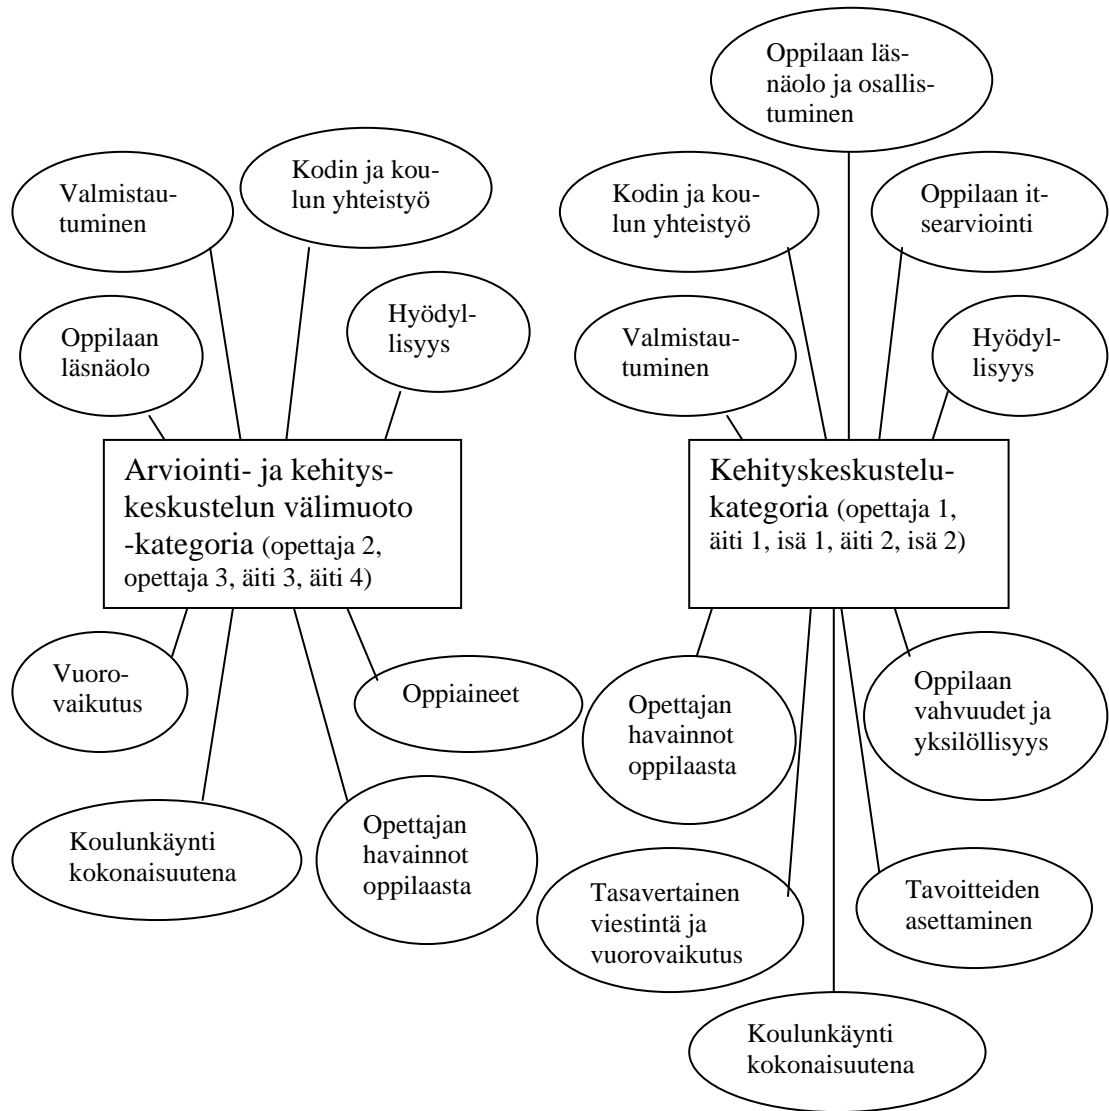 Valmistau-
tuminen
Kodin ja kou-
lun yhteistyö
Oppilaan
läsnäolo
Hyödyl-
lisyys
Arviointi- ja kehitys-
keskustelun välimuoto
-kategoria (opettaja 2,
opettaja 3, äiti 3, äiti 4)
Vuoro-
vaikutus
Oppiaineet
Koulunkäynti
kokonaisuutena
Opettajan
havainnot
oppilaasta
Oppilaan läs-
näolo ja osallis-
tuminen
Kodin ja kou-
lun yhteistyö
Oppilaan it-
searviointi
Valmistau-
tuminen
Hyödyl-
lisyys
Kehityskeskustelu-
kategoria (opettaja 1,
äiti 1, isä 1, äiti 2, isä 2)
Opettajan
havainnot
oppilaasta
Oppilaan
vahvuudet ja
yksilöllisyys
Tasavertainen
viestintä ja
vuorovaikutus
Tavoitteiden
asettaminen
Koulunkäynti
kokonaisuutena